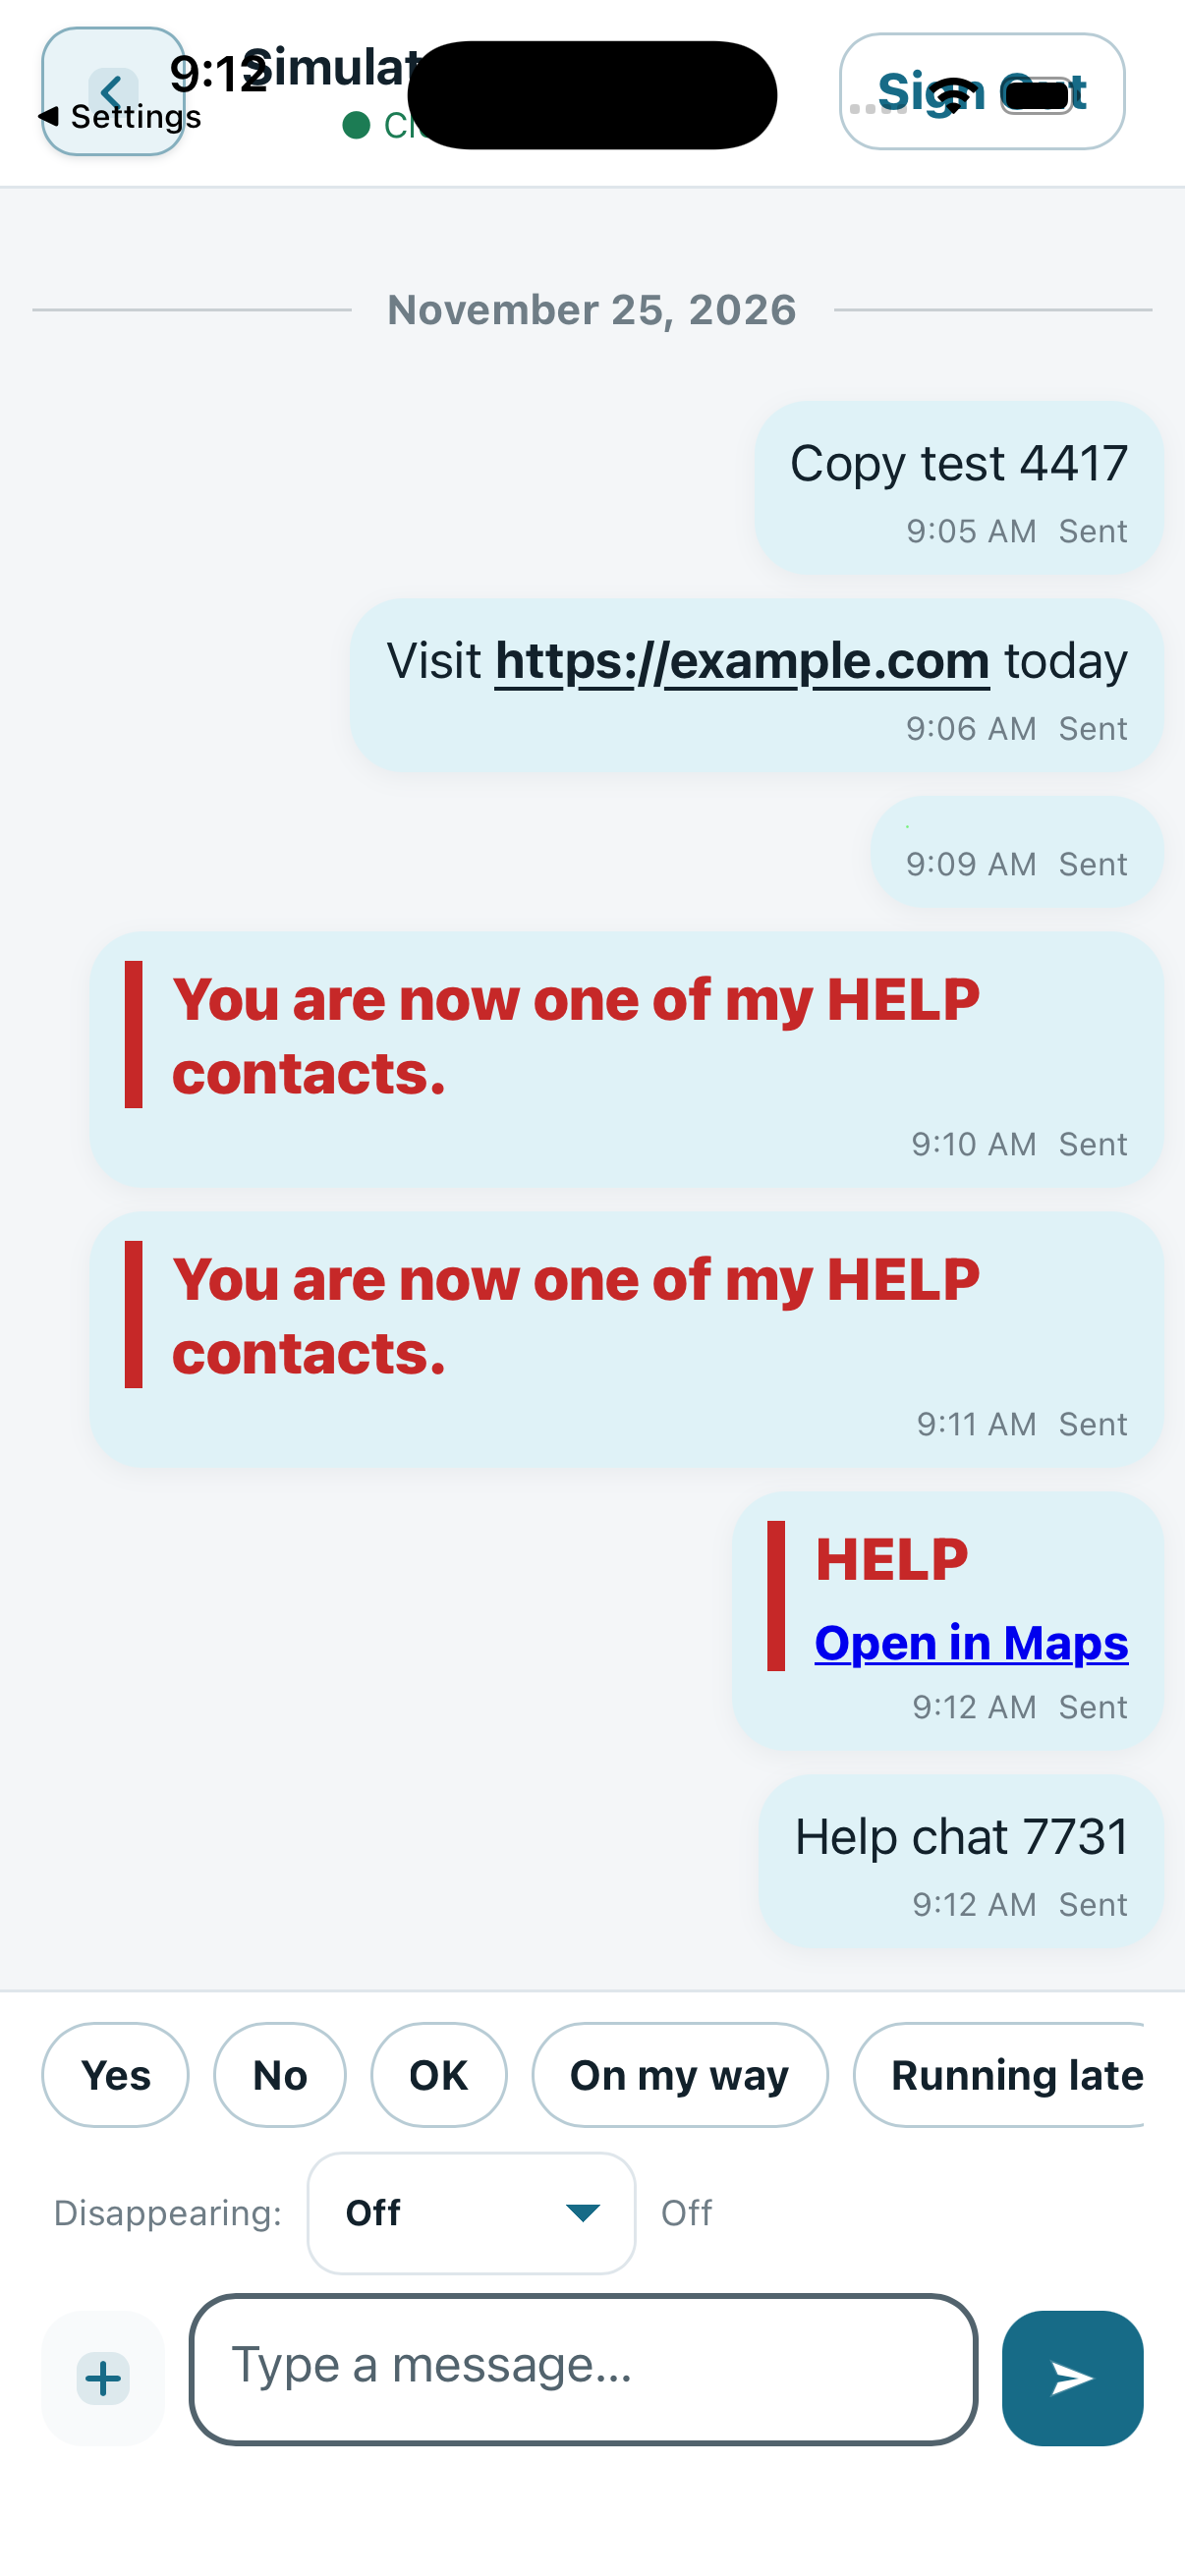 9:12
Settings
Sign Out
November 25, 2026
Copy test 4417
9:05 AM Sent
Visit https://example.com today
9:06 AM Sent
9:09 AM Sent
You are now one of my HELP
contacts.
9:10 AM Sent
You are now one of my HELP
contacts.
9:11 AM Sent
HELP
Open in Maps
9:12 AM Sent
Help chat 7731
9:12 AM Sent
Yes No OK On my way Running late
Disappearing: Off Off
Type a message...